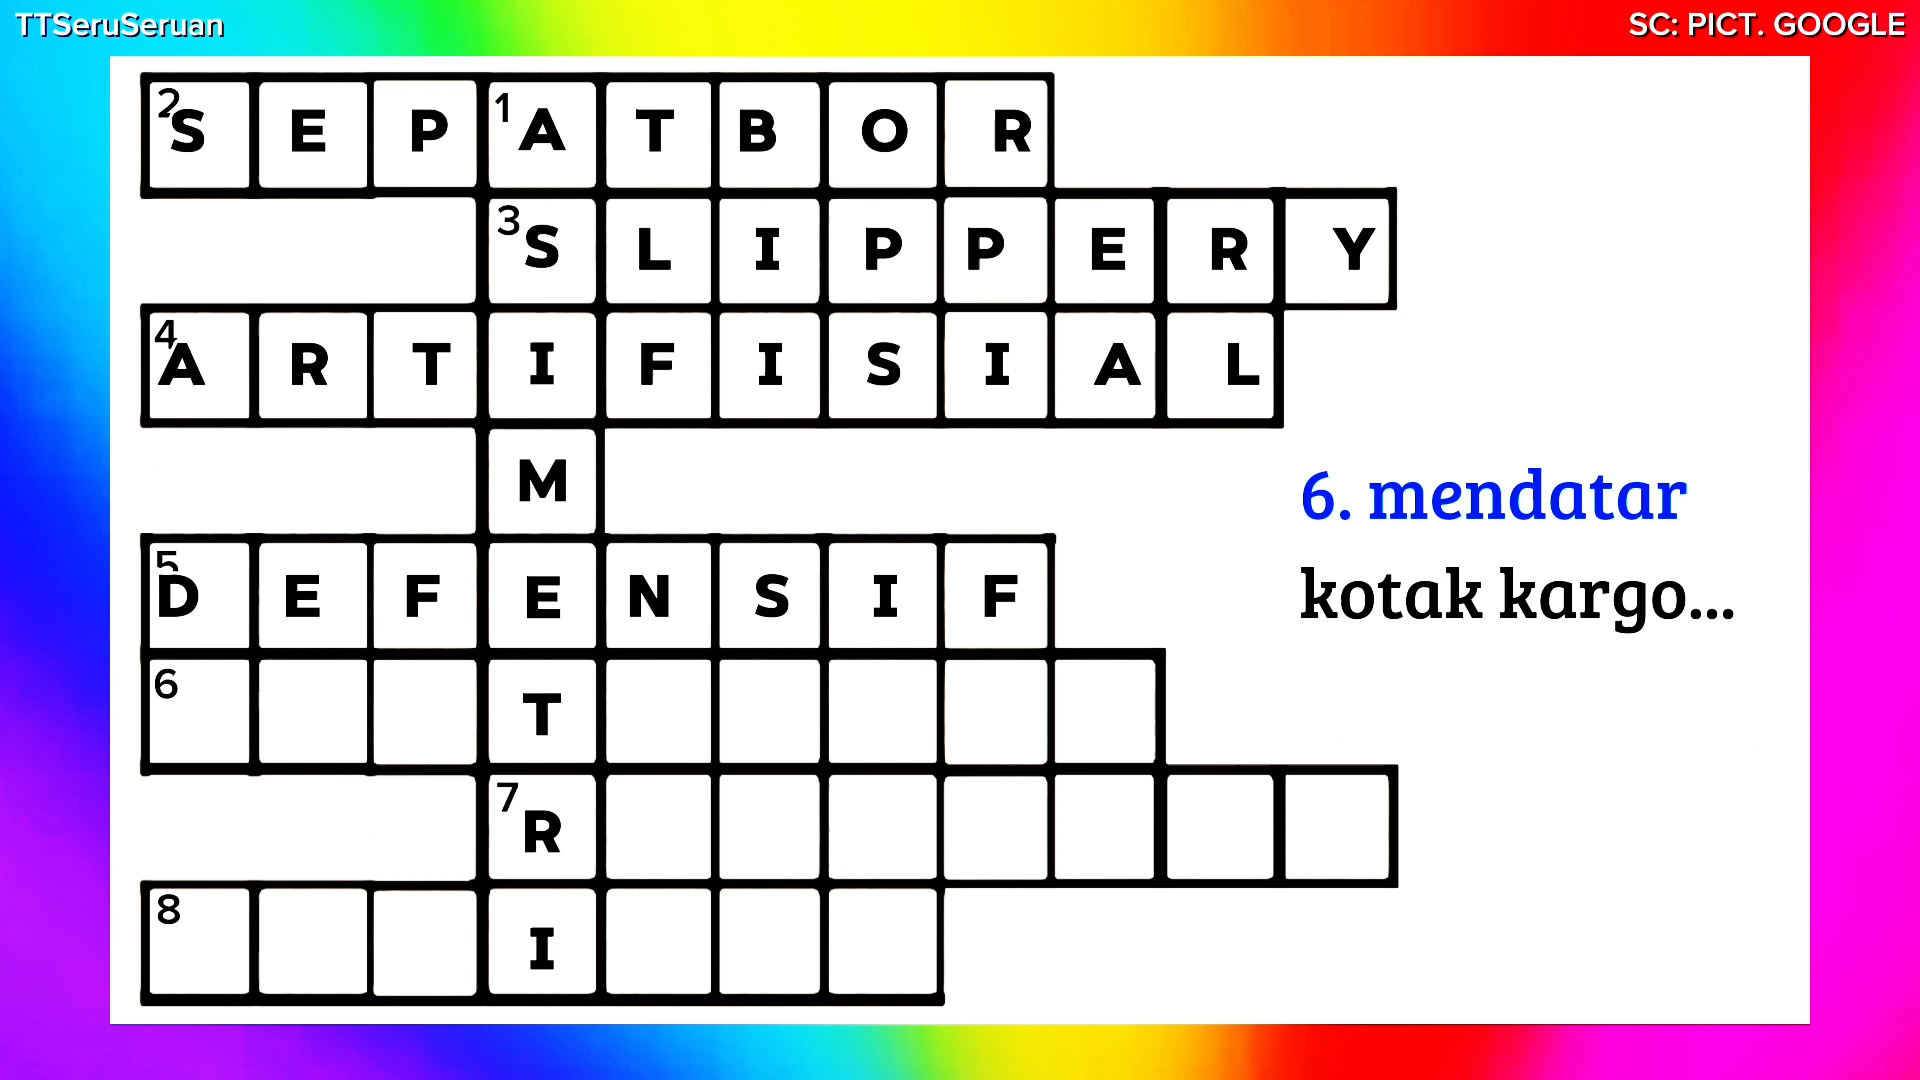 TTSeruSeruan
SC: PICT. GOOGLE
2 S E P 1 A T B O R
3 S L I P P E R Y
4 A R T I F I S I A L
M
5 D E F E N S I F
6 T
7 R
8 I
6. mendatar
kotak kargo...